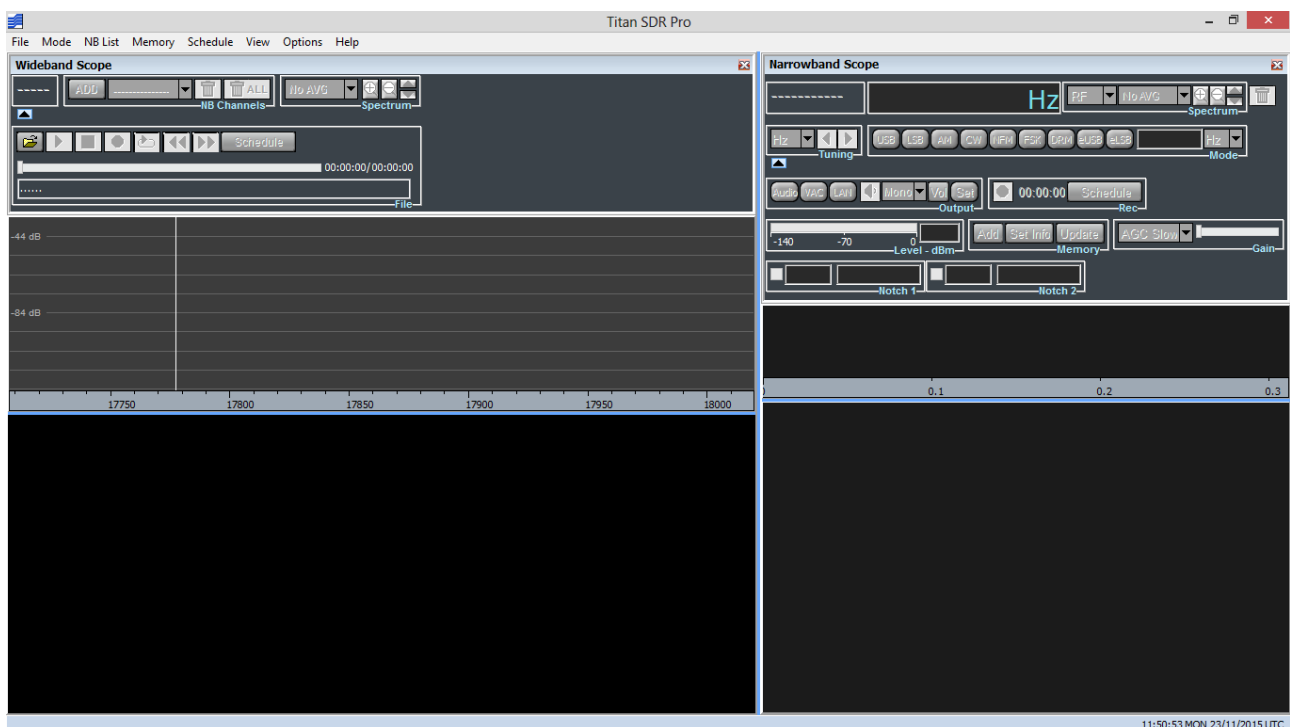 Titan SDR Pro
File Mode NB List Memory Schedule View Options Help
Wideband Scope
----- ADD --------------- ALL No AVG
NB Channels Spectrum
Schedule
00:00:00/00:00:00
......
File
-44 dB
-84 dB
17750 17800 17850 17900 17950 18000
Narrowband Scope
----------- Hz RF No AVG
Spectrum
Hz USB LSB AM CW NFM FSK DRM eUSB eLSB Hz
Tuning Mode
Audio VAC LAN Mono Vol Set 00:00:00 Schedule
Output Rec
-140 -70 0 Add Set Info Update AGC Slow
Level - dBm Memory Gain
Notch 1 Notch 2
0.1 0.2 0.3
11:50:53 MON 23/11/2015 UTC